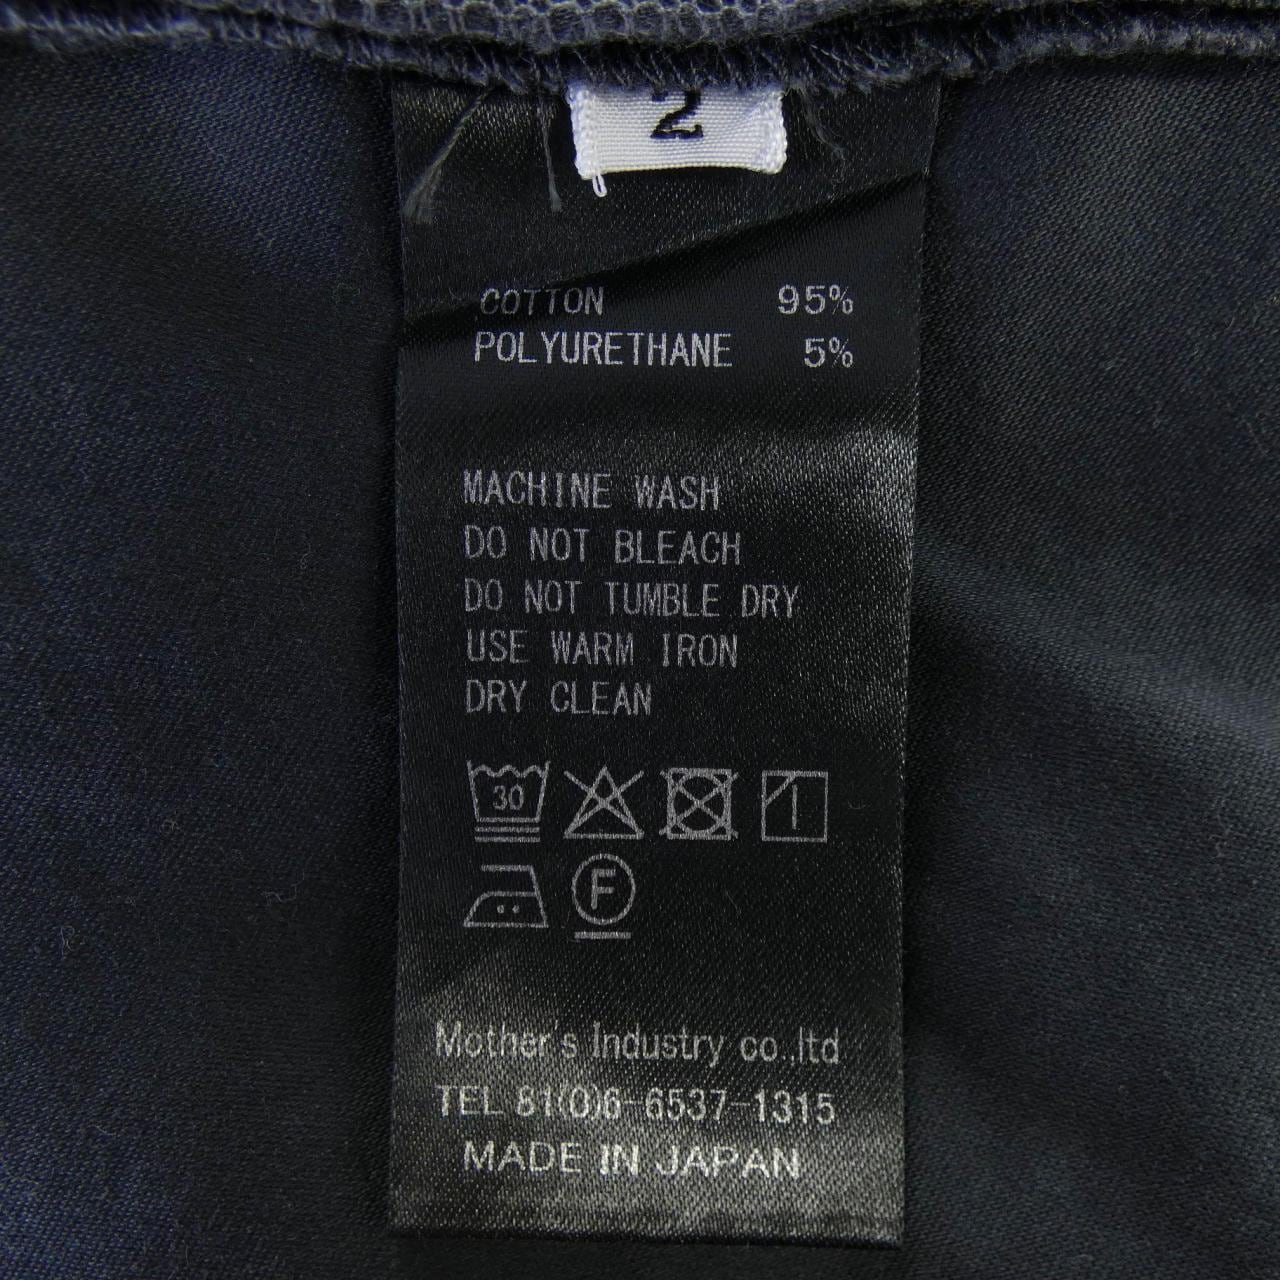 2
COTTON 95%
POLYURETHANE 5%
MACHINE WASH
DO NOT BLEACH
DO NOT TUMBLE DRY
USE WARM IRON
DRY CLEAN
30
F
Mother's Industry co.,ltd
TEL 81(0)6-6537-1315
MADE IN JAPAN